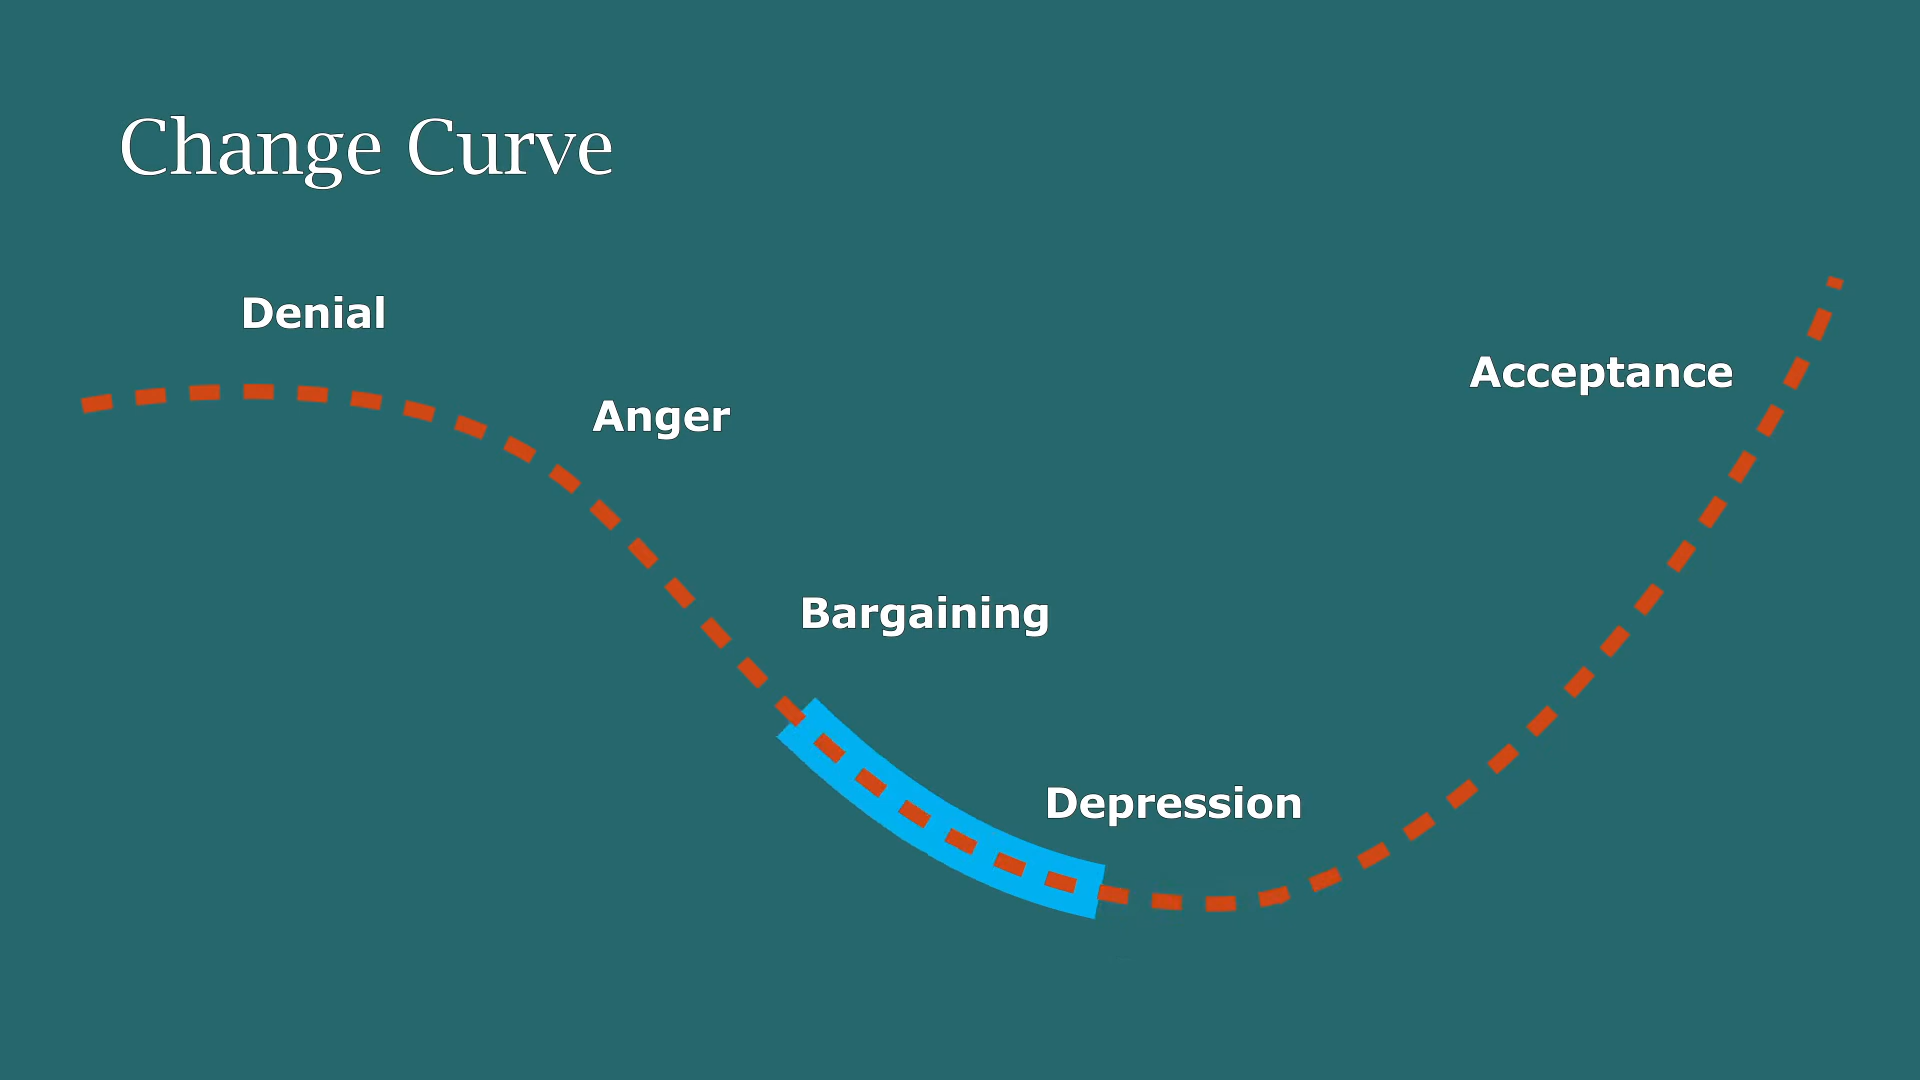 Change Curve
Denial
Anger
Acceptance
Bargaining
Depression